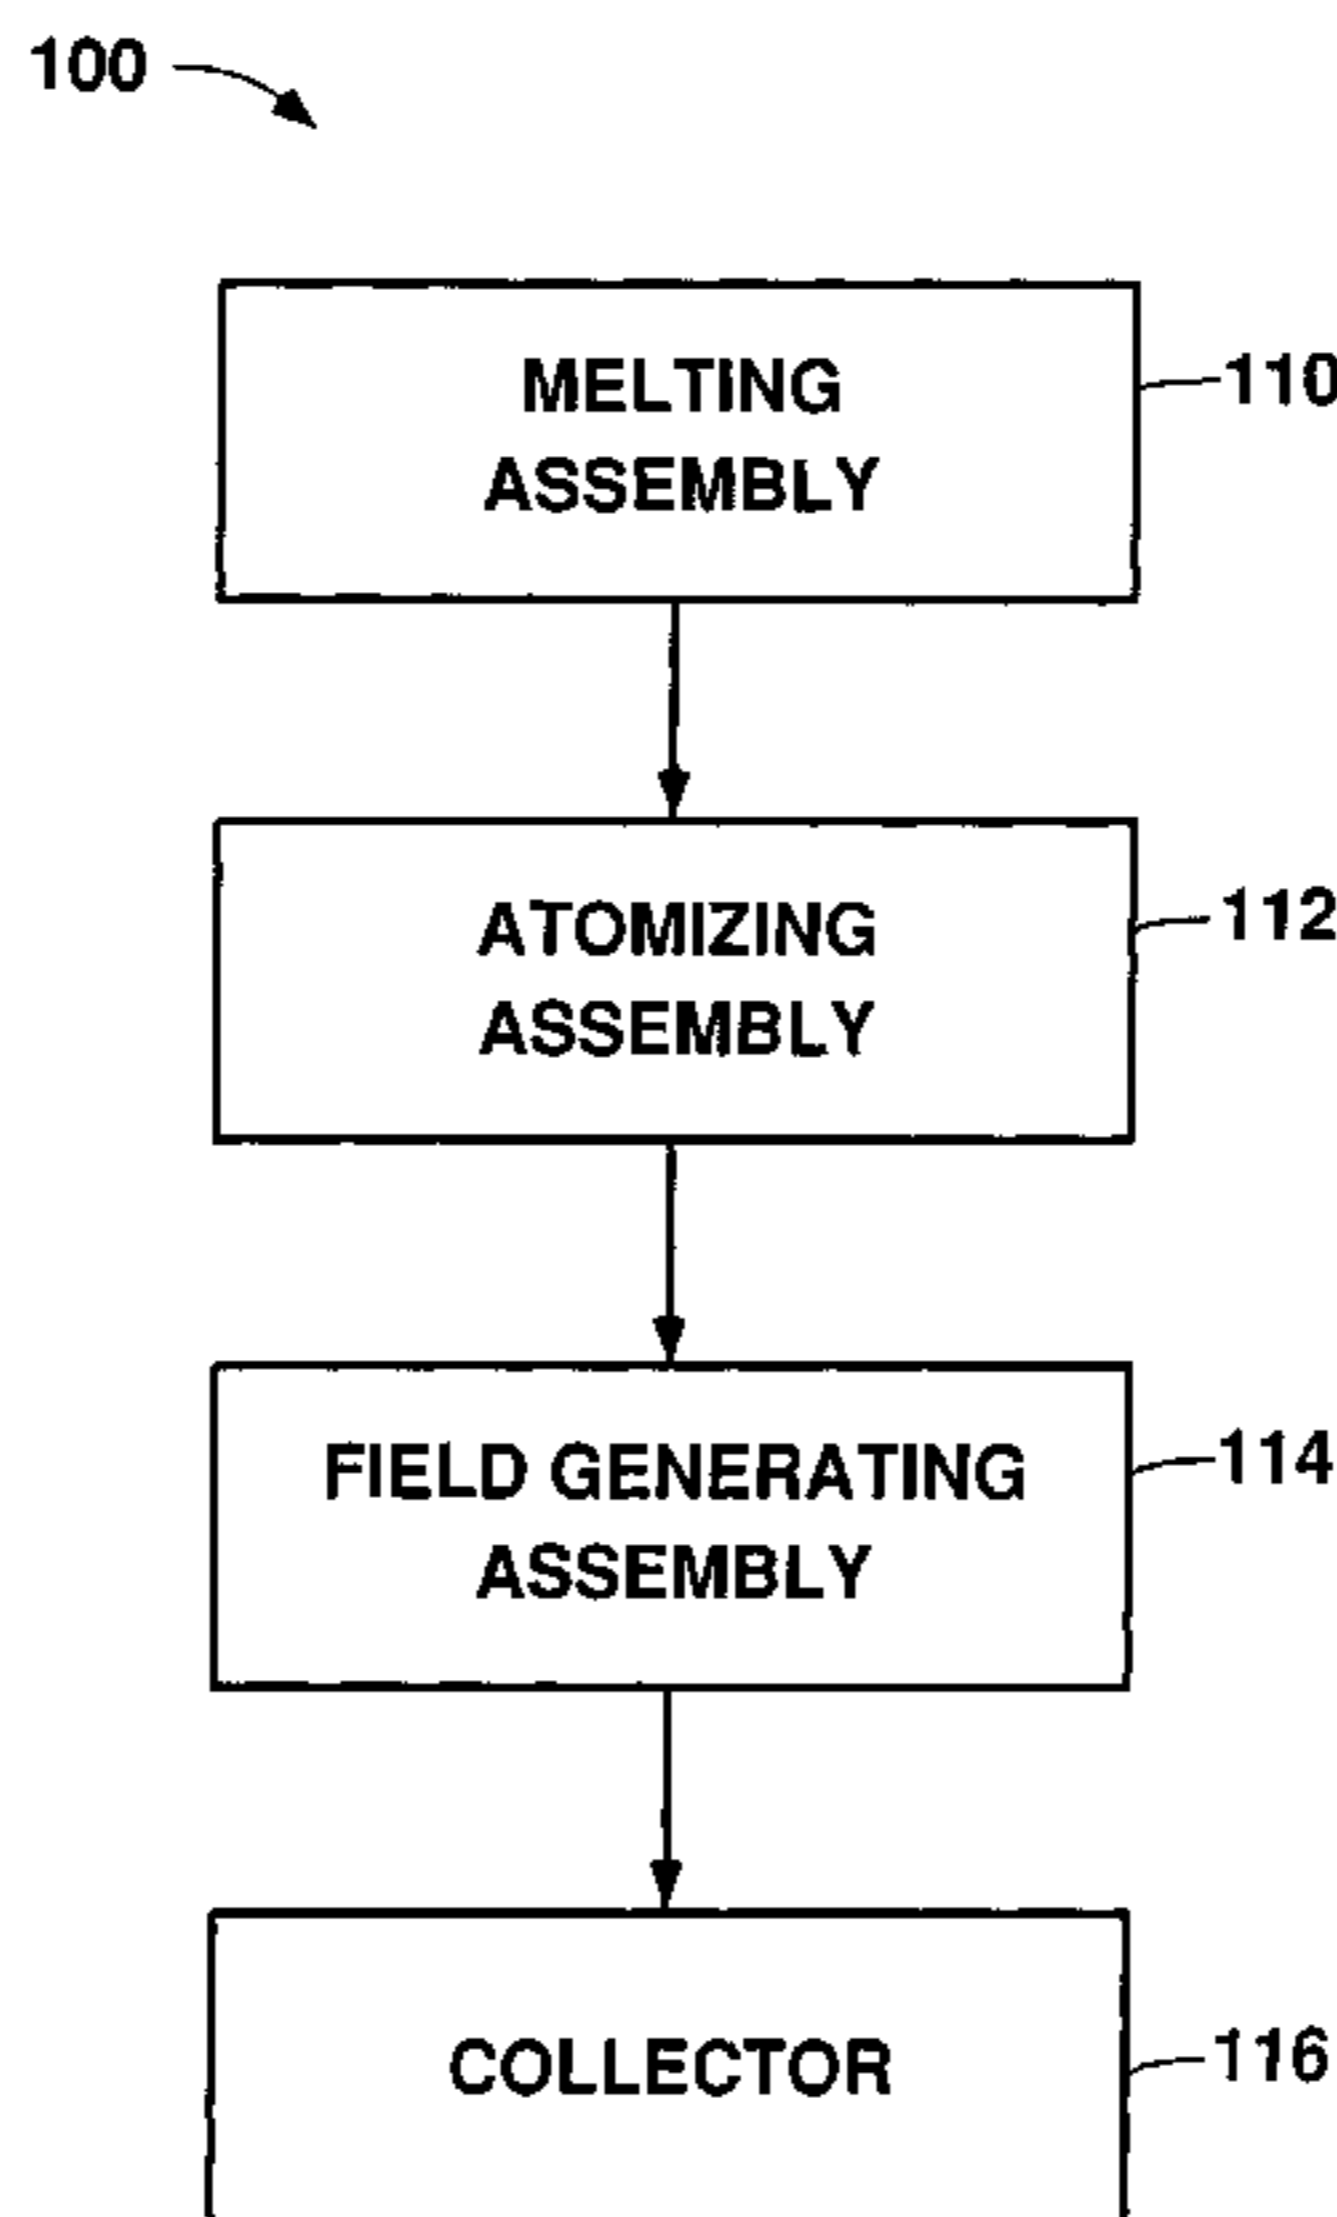 100
MELTING
ASSEMBLY
110
ATOMIZING
ASSEMBLY
112
FIELD GENERATING
ASSEMBLY
114
COLLECTOR
116